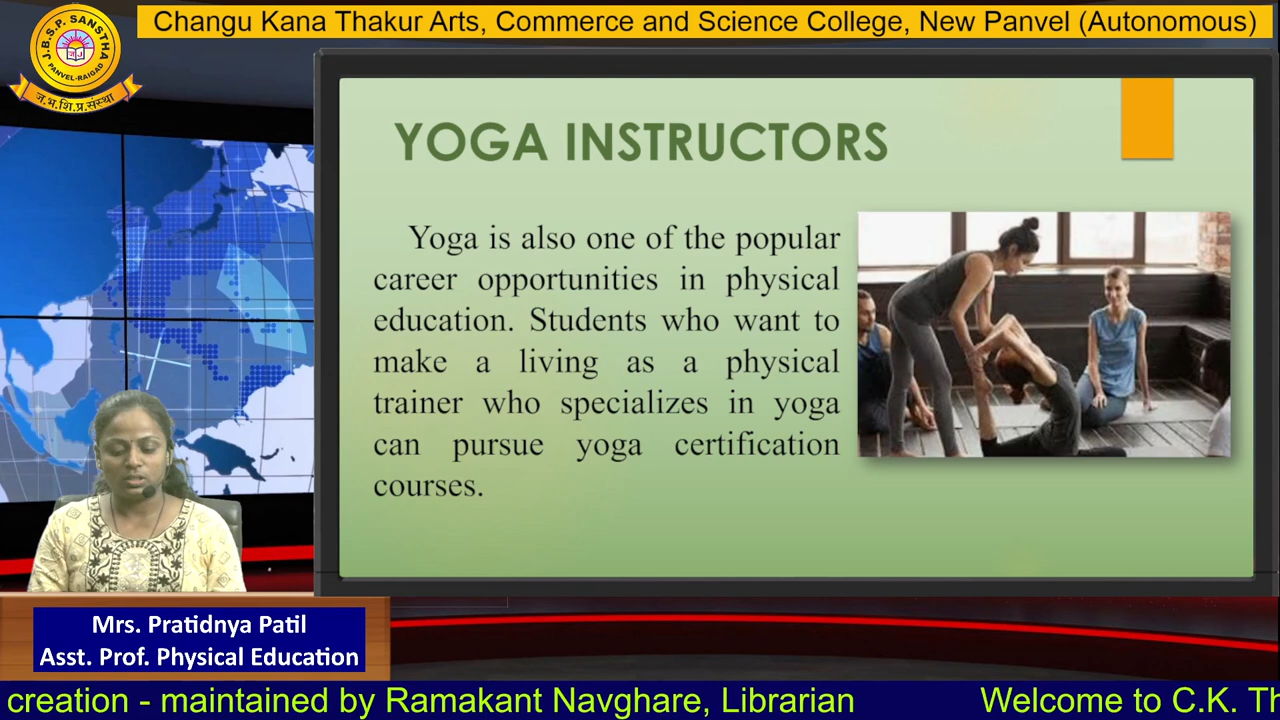 Changu Kana Thakur Arts, Commerce and Science College, New Panvel (Autonomous)
J.B.S.P. SANSTHA
PANVEL-RAIGAD
ज.भ.शि.प्र.संस्था
YOGA INSTRUCTORS
Yoga is also one of the popular
career opportunities in physical
education. Students who want to
make a living as a physical
trainer who specializes in yoga
can pursue yoga certification
courses.
Mrs. Pratidnya Patil
Asst. Prof. Physical Education
creation - maintained by Ramakant Navghare, Librarian Welcome to C.K. Th